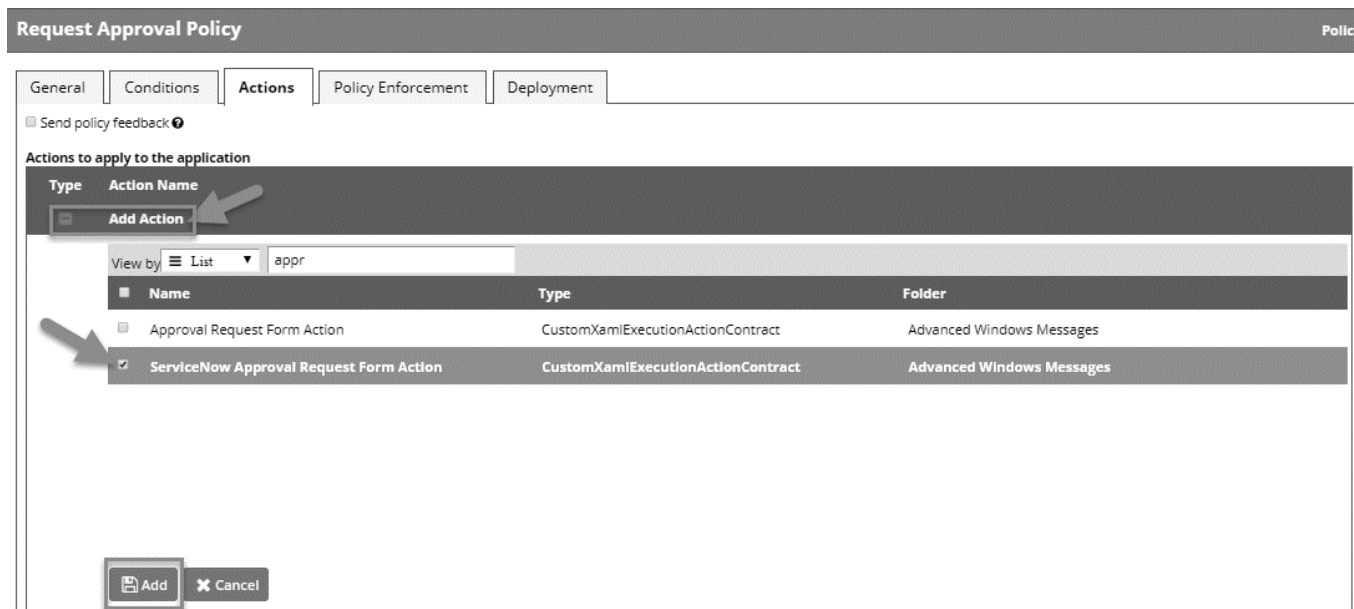 Request Approval Policy Polic
General Conditions Actions Policy Enforcement Deployment
Send policy feedback
Actions to apply to the application
Type Action Name
Add Action
View by List appr
Name Type Folder
Approval Request Form Action CustomXamlExecutionActionContract Advanced Windows Messages
ServiceNow Approval Request Form Action CustomXamlExecutionActionContract Advanced Windows Messages
Add Cancel